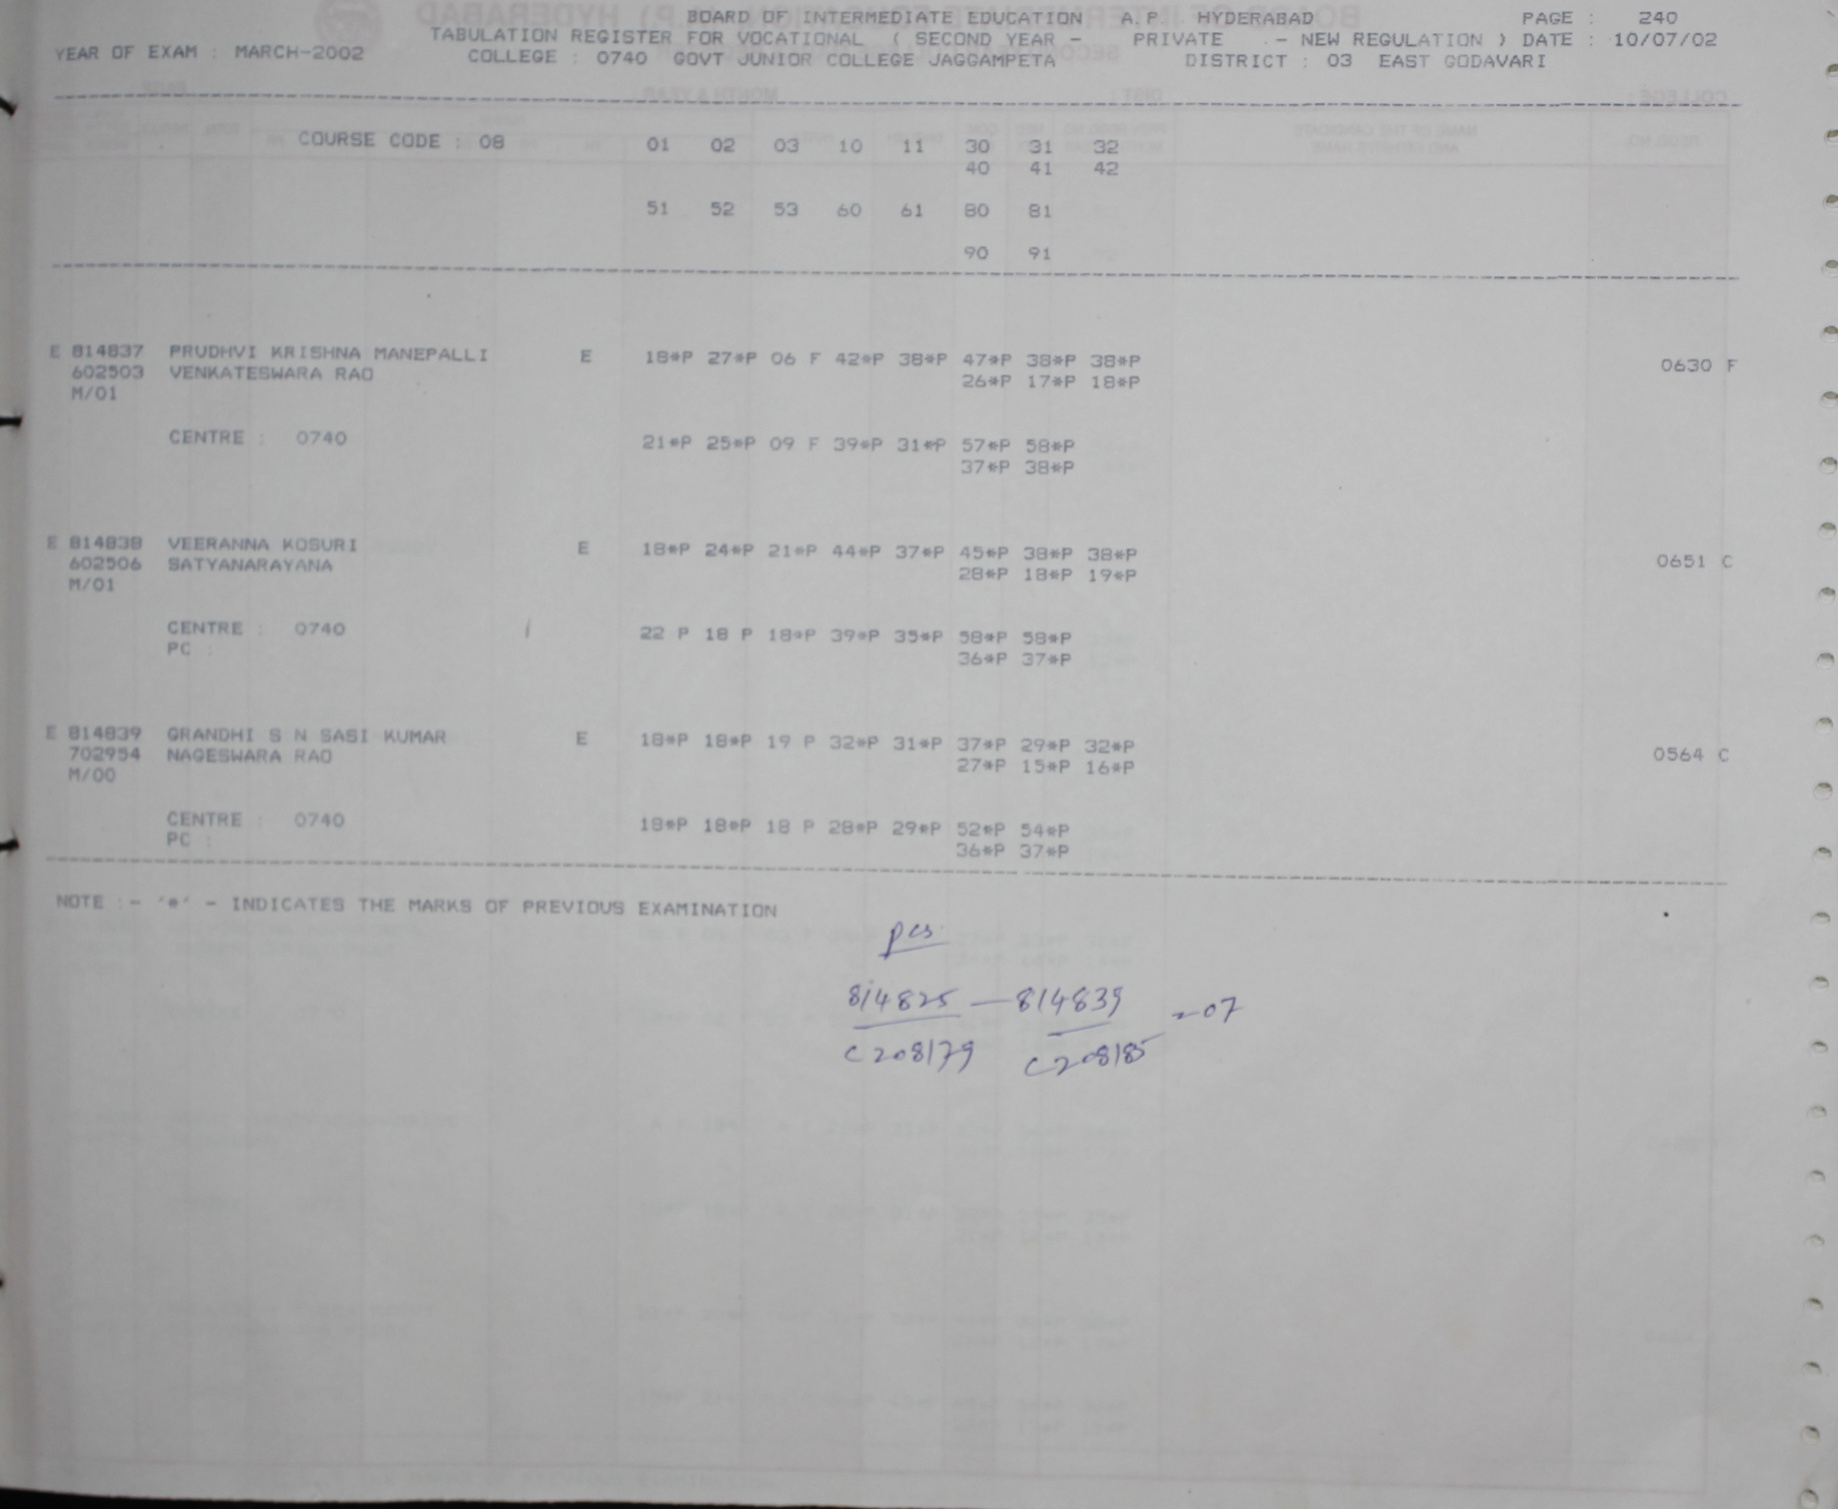 BOARD OF INTERMEDIATE EDUCATION A.P HYDERABAD PAGE : 240
TABULATION REGISTER FOR VOCATIONAL ( SECOND YEAR - PRIVATE - NEW REGULATION ) DATE : 10/07/02
YEAR OF EXAM : MARCH-2002 COLLEGE : 0740 GOVT JUNIOR COLLEGE JAGGAMPETA DISTRICT : 03 EAST GODAVARI
COURSE CODE : 08 01 02 03 10 11 30 31 32
40 41 42
51 52 53 60 61 80 81
90 91
E 814837 PRUDHVI KRISHNA MANEPALLI E 18*P 27*P 06 F 42*P 38*P 47*P 38*P 38*P 0630 F
602503 VENKATESWARA RAO 26*P 17*P 18*P
M/01
CENTRE : 0740 21*P 25*P 09 F 39*P 31*P 57*P 58*P
37*P 38*P
E 814838 VEERANNA KOSURI E 18*P 24*P 21*P 44*P 37*P 45*P 38*P 38*P 0651 C
602506 SATYANARAYANA 28*P 18*P 19*P
M/01
CENTRE : 0740 22 P 18 P 18*P 39*P 35*P 58*P 58*P
PC : 36*P 37*P
E 814839 GRANDHI S N SASI KUMAR E 18*P 18*P 19 P 32*P 31*P 37*P 29*P 32*P 0564 C
702954 NAGESWARA RAO 27*P 15*P 16*P
M/00
CENTRE : 0740 18*P 18*P 18 P 28*P 29*P 52*P 54*P
PC : 36*P 37*P
NOTE :- '*' - INDICATES THE MARKS OF PREVIOUS EXAMINATION
pcs
814825 — 814839 = 07
C208179 C208185